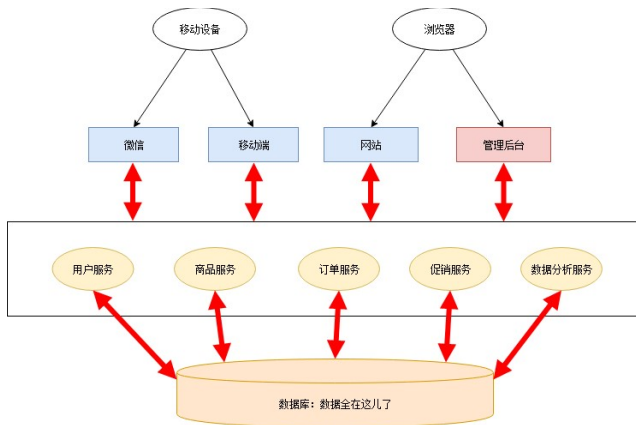 移动设备
浏览器
微信
移动端
网站
管理后台
用户服务
商品服务
订单服务
促销服务
数据分析服务
数据库：数据全在这儿了